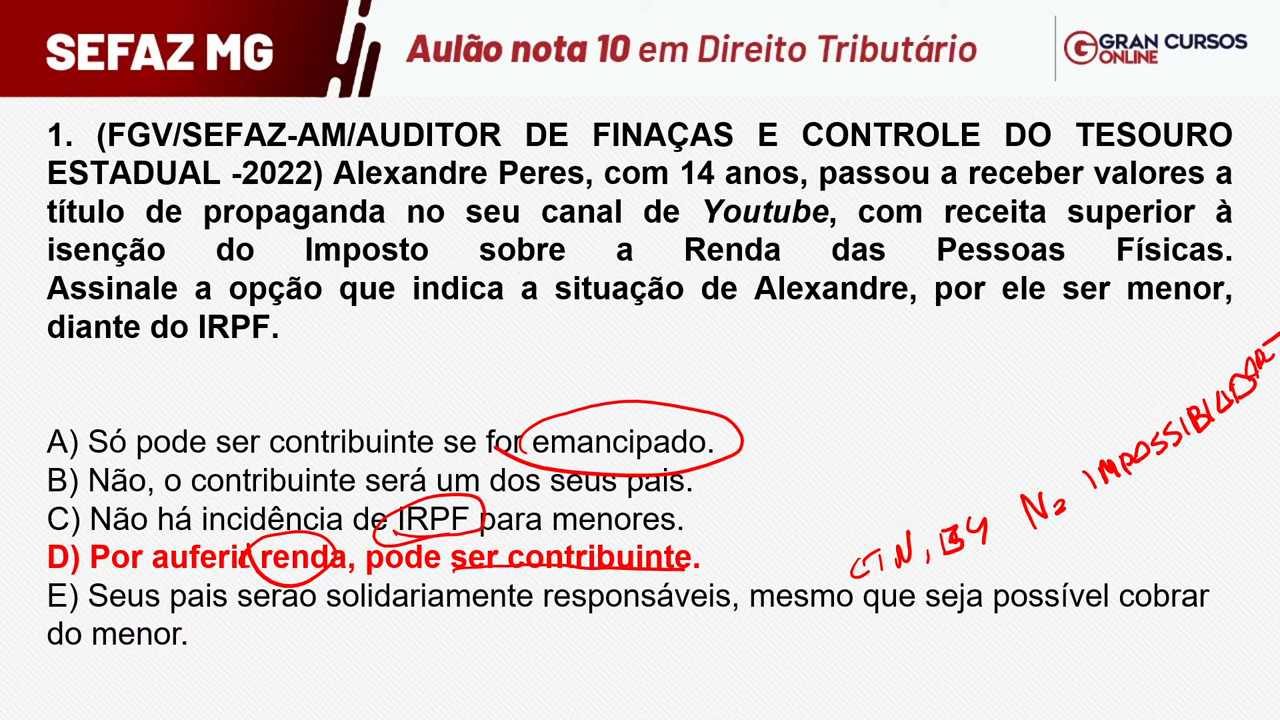 SEFAZ MG
Aulão nota 10 em Direito Tributário
GRAN CURSOS
ONLINE
1. (FGV/SEFAZ-AM/AUDITOR DE FINAÇAS E CONTROLE DO TESOURO
ESTADUAL -2022) Alexandre Peres, com 14 anos, passou a receber valores a
título de propaganda no seu canal de Youtube, com receita superior à
isenção do Imposto sobre a Renda das Pessoas Físicas.
Assinale a opção que indica a situação de Alexandre, por ele ser menor,
diante do IRPF.
A) Só pode ser contribuinte se for emancipado.
B) Não, o contribuinte será um dos seus pais.
C) Não há incidência de IRPF para menores.
D) Por auferir renda, pode ser contribuinte.
E) Seus pais serão solidariamente responsáveis, mesmo que seja possível cobrar
do menor.
CTN, 134 Na IMPOSSIBILIDADE